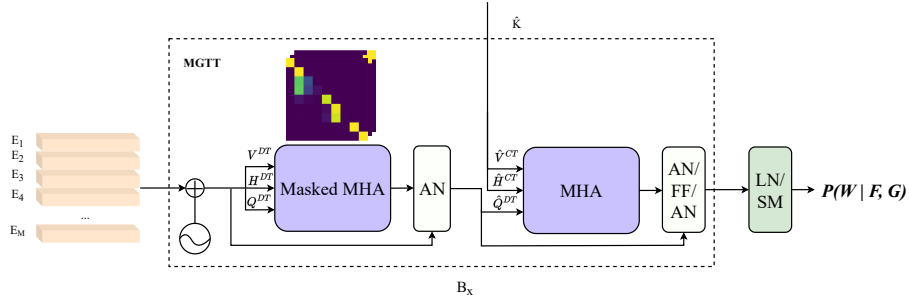 K̂
MGTT
E₁
E₂
E₃
E₄
...
E_M
V^{DT}
H^{DT}
Q^{DT}
Masked MHA
AN
V̂^{CT}
Ĥ^{CT}
Q̂^{DT}
MHA
AN/
FF/
AN
LN/
SM
P(W | F, G)
Bₓ